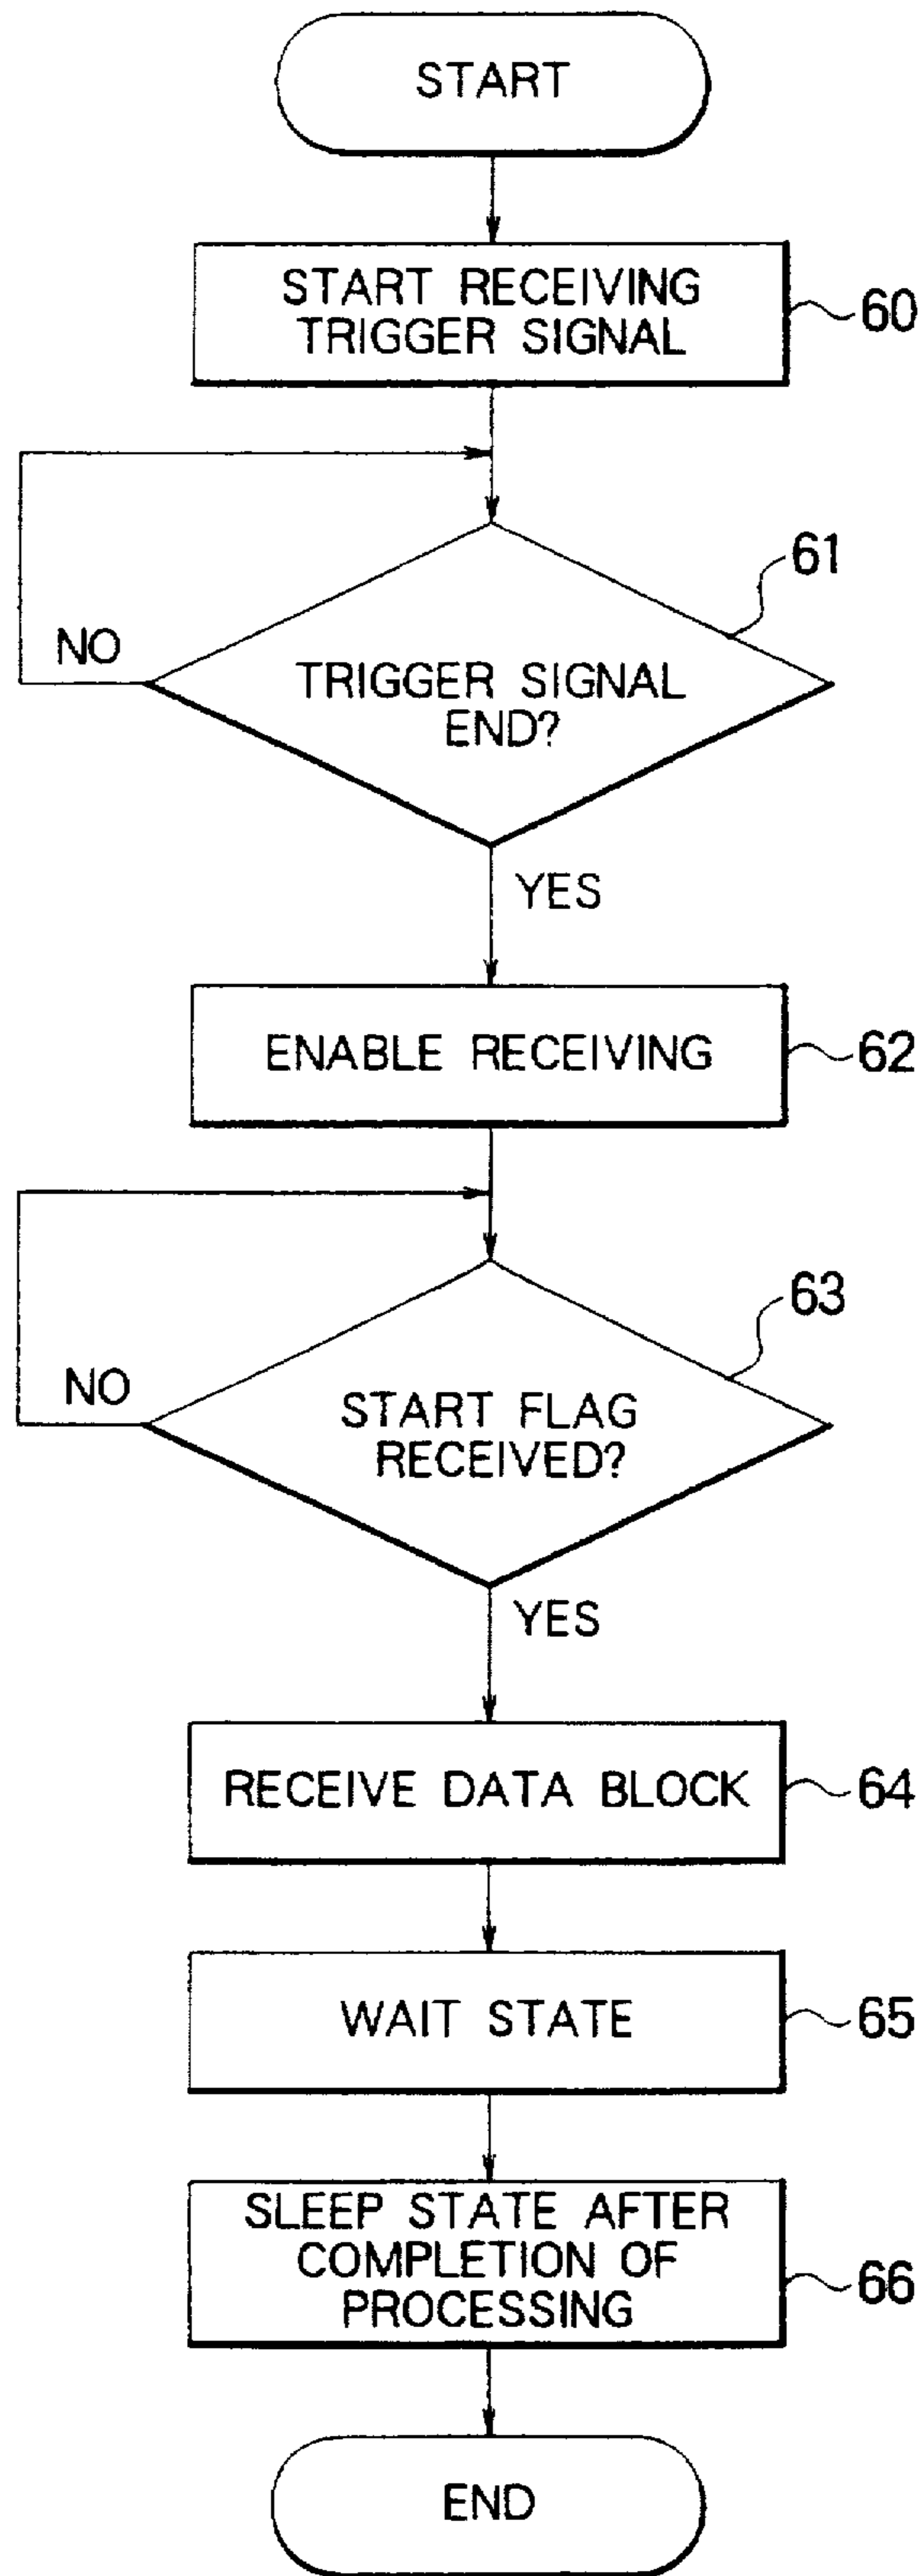 START
START RECEIVING
TRIGGER SIGNAL
60
61
NO
TRIGGER SIGNAL
END?
YES
ENABLE RECEIVING
62
63
NO
START FLAG
RECEIVED?
YES
RECEIVE DATA BLOCK
64
WAIT STATE
65
SLEEP STATE AFTER
COMPLETION OF
PROCESSING
66
END